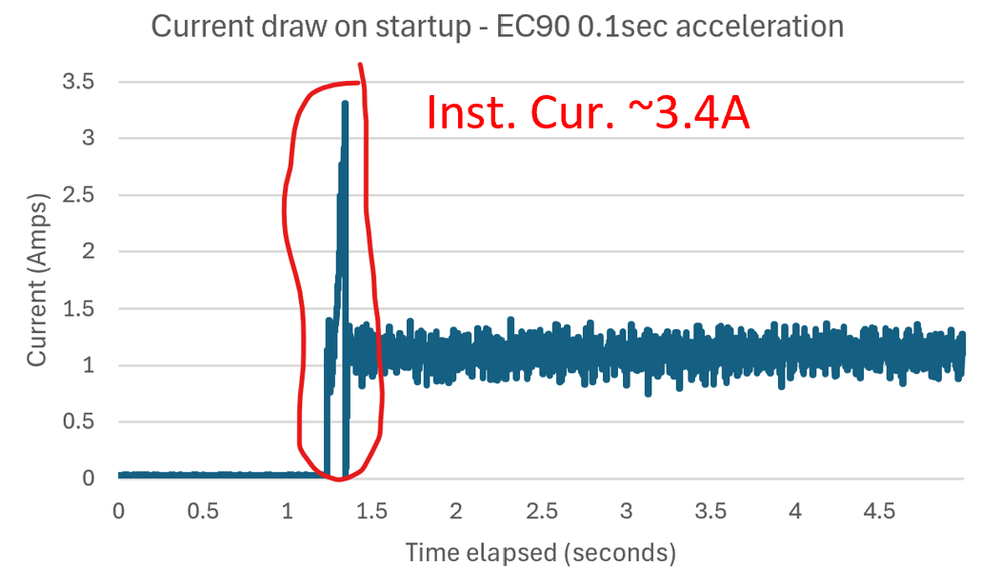 Current draw on startup - EC90 0.1sec acceleration
Inst. Cur. ~3.4A
Current (Amps)
3.5
3
2.5
2
1.5
1
0.5
0
0 0.5 1 1.5 2 2.5 3 3.5 4 4.5
Time elapsed (seconds)